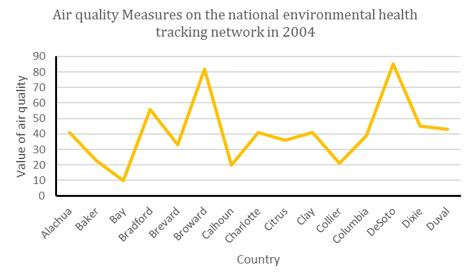 Air quality Measures on the national environmental health
tracking network in 2004
Value of air quality
90
80
70
60
50
40
30
20
10
0
Alachua
Baker
Bay
Bradford
Brevard
Broward
Calhoun
Charlotte
Citrus
Clay
Collier
Columbia
DeSoto
Dixie
Duval
Country